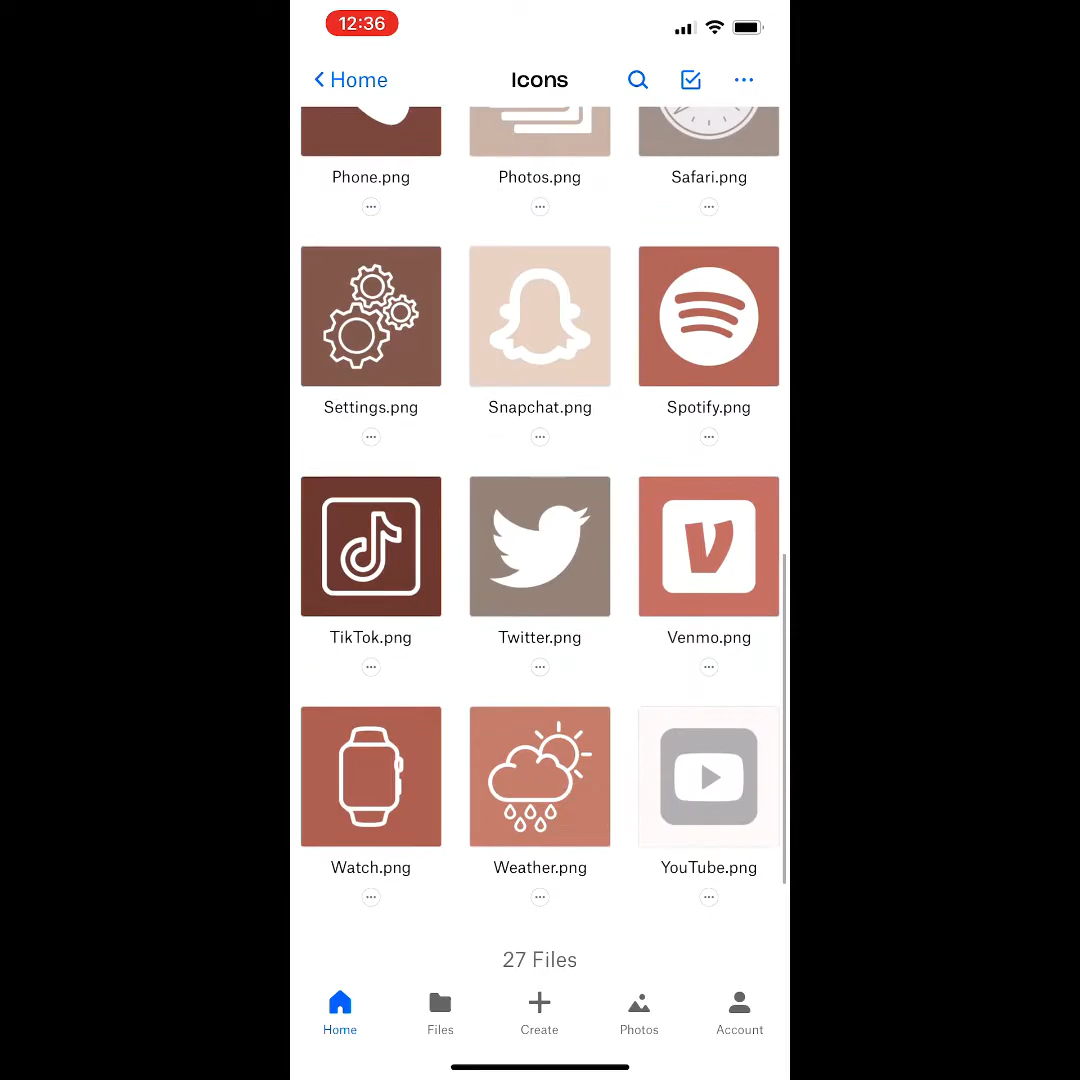 12:36
Home
Icons
Phone.png
Photos.png
Safari.png
Settings.png
Snapchat.png
Spotify.png
TikTok.png
Twitter.png
Venmo.png
Watch.png
Weather.png
YouTube.png
27 Files
Home
Files
Create
Photos
Account